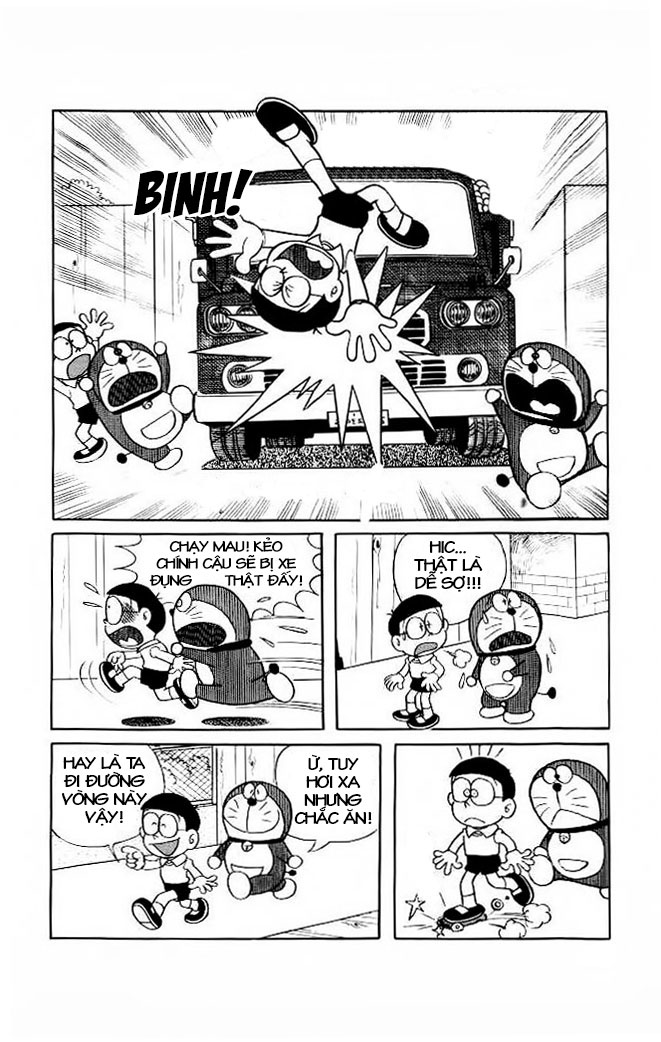 BINH!
CHẠY MAU! KẺO
CHÍNH CẬU SẼ BỊ XE
ĐỤNG THẬT ĐẤY!
HIC...
THẬT LÀ
DỄ SỢ!!!
HAY LÀ TA
ĐI ĐƯỜNG
VÒNG NÀY
VẬY!
Ừ, TUY
HƠI XA
NHƯNG
CHẮC ĂN!